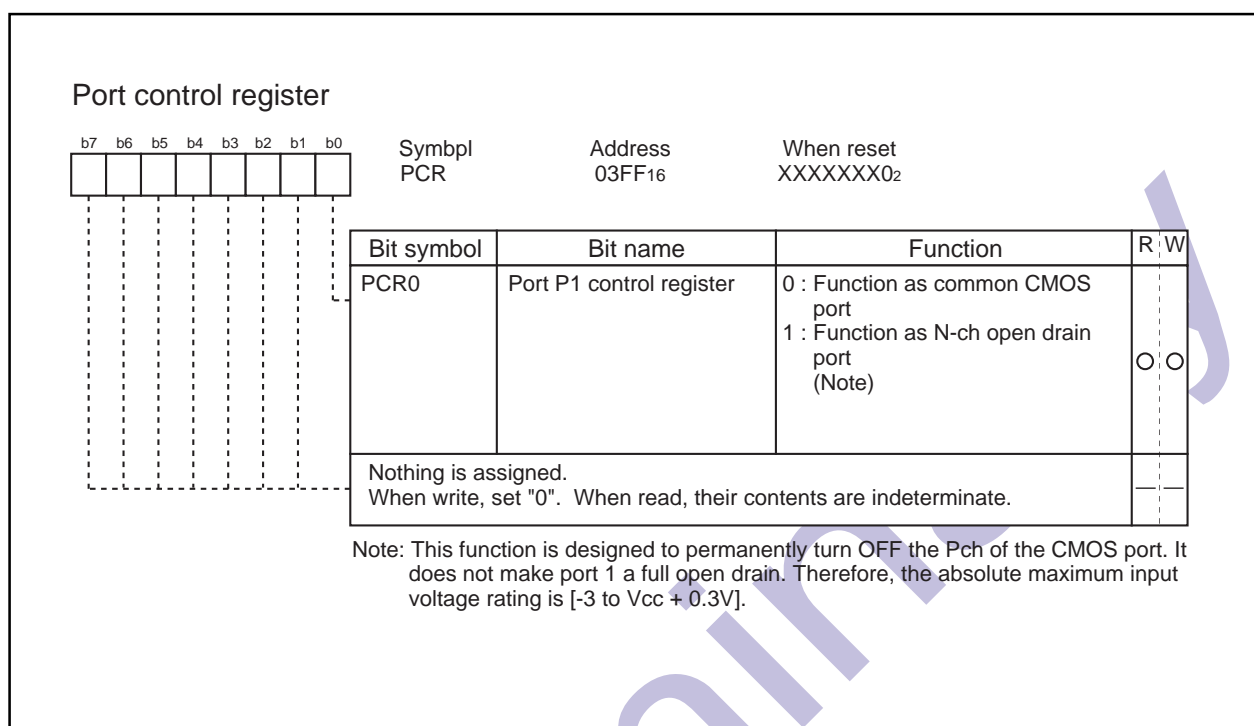 Port control register
b7 b6 b5 b4 b3 b2 b1 b0
Symbpl Address When reset
PCR 03FF16 XXXXXXX02
Bit symbol Bit name Function R W
PCR0 Port P1 control register 0 : Function as common CMOS
port
1 : Function as N-ch open drain
port
(Note)
Nothing is assigned.
When write, set "0". When read, their contents are indeterminate.
Note: This function is designed to permanently turn OFF the Pch of the CMOS port. It
does not make port 1 a full open drain. Therefore, the absolute maximum input
voltage rating is [-3 to Vcc + 0.3V].